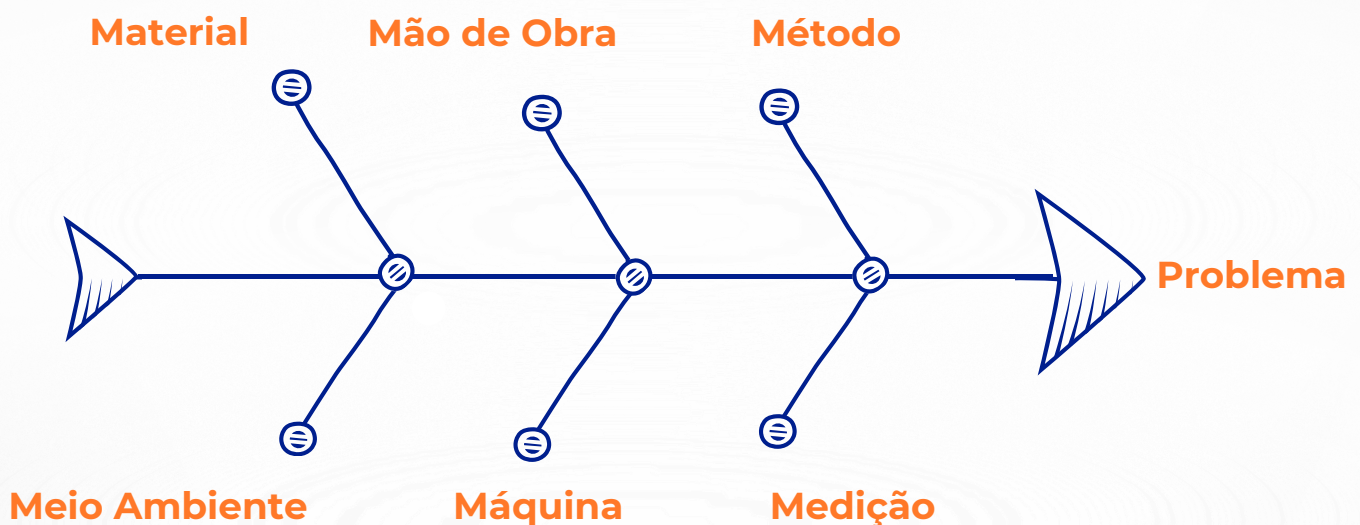 Material
Mão de Obra
Método
Problema
Meio Ambiente
Máquina
Medição